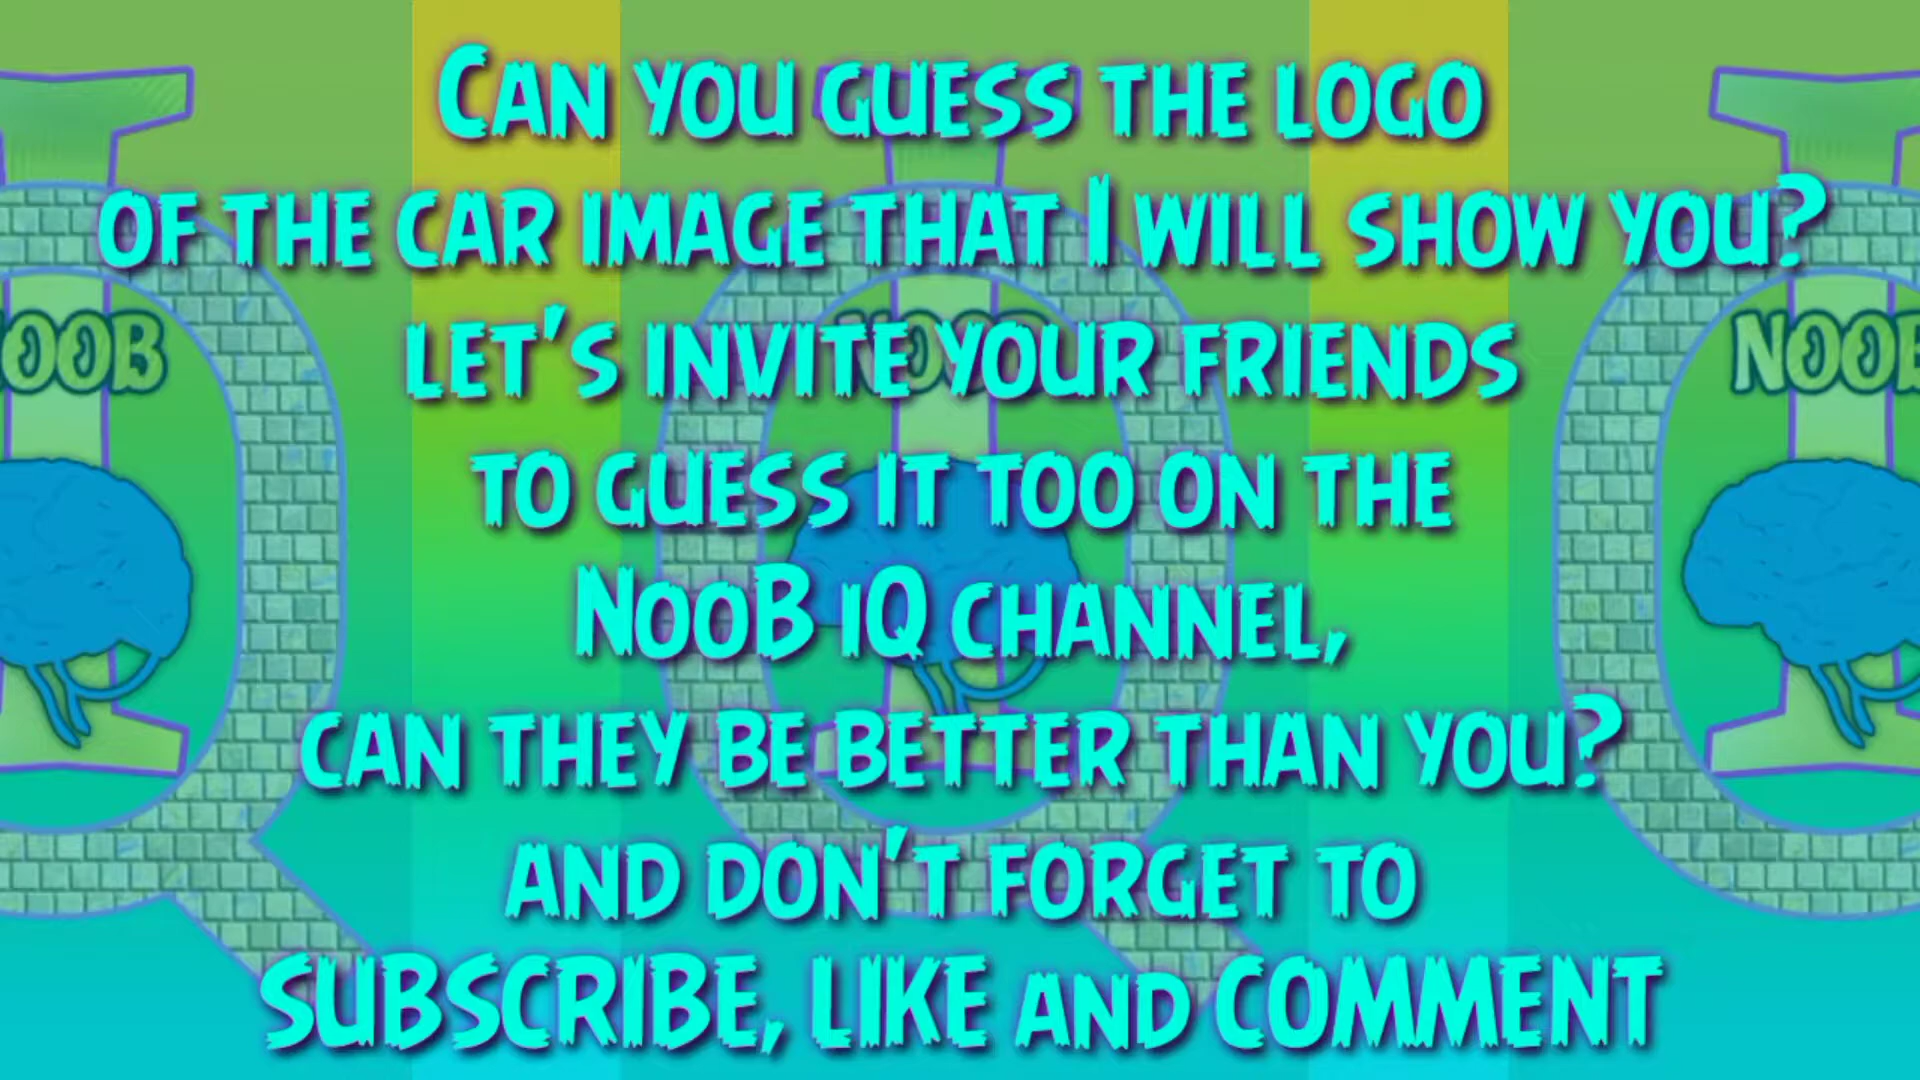 Can you guess the logo
of the car image that I will show you?
let's invite your friends
to guess it too on the
NooB iQ channel,
can they be better than you?
and don't forget to
SUBSCRIBE, LIKE and COMMENT
NOOB